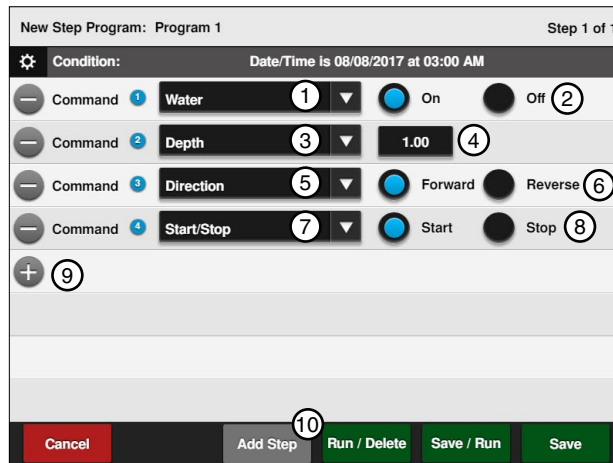 New Step Program: Program 1 Step 1 of 1
Condition: Date/Time is 08/08/2017 at 03:00 AM
Command 1 Water 1 On Off 2
Command 2 Depth 3 1.00 4
Command 3 Direction 5 Forward Reverse 6
Command 4 Start/Stop 7 Start Stop 8
9
10
Cancel Add Step Run / Delete Save / Run Save